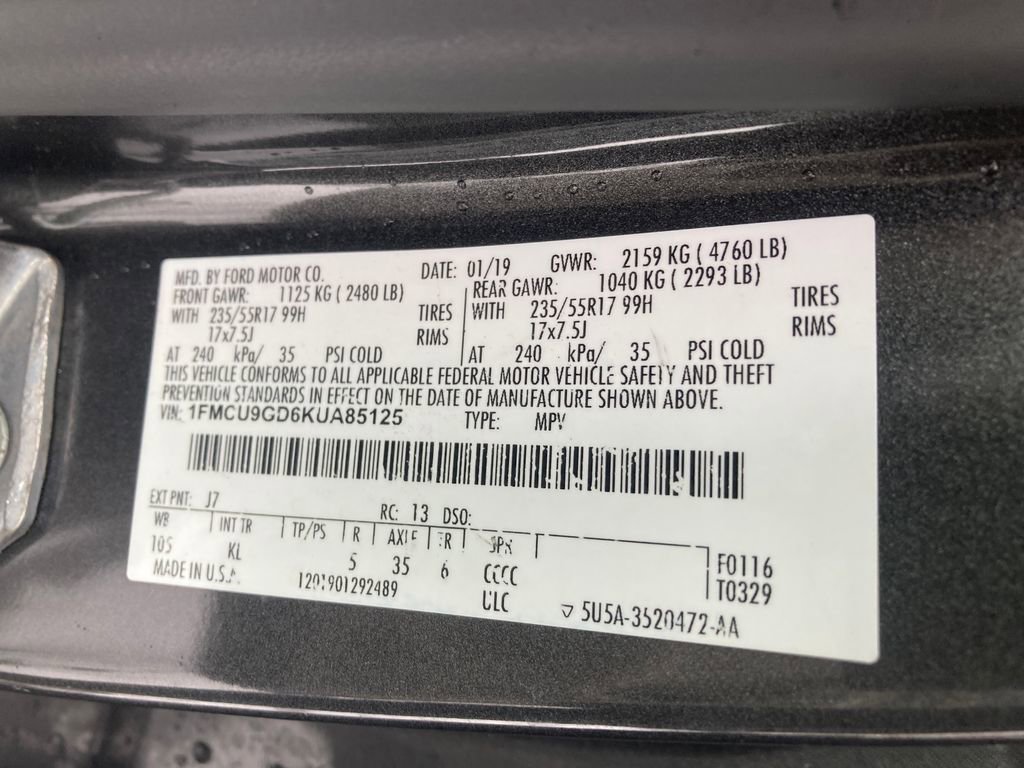 MFD. BY FORD MOTOR CO. DATE: 01/19 GVWR: 2159 KG ( 4760 LB)
FRONT GAWR: 1125 KG ( 2480 LB) REAR GAWR: 1040 KG ( 2293 LB)
WITH 235/55R17 99H TIRES WITH 235/55R17 99H TIRES
17x7.5J RIMS 17x7.5J RIMS
AT 240 kPa/ 35 PSI COLD AT 240 kPa/ 35 PSI COLD
THIS VEHICLE CONFORMS TO ALL APPLICABLE FEDERAL MOTOR VEHICLE SAFETY AND THEFT
PREVENTION STANDARDS IN EFFECT ON THE DATE OF MANUFACTURE SHOWN ABOVE.
VIN: 1FMCU9GD6KUA85125 TYPE: MPV
EXT PNT: J7 RC: 13 DSO:
WB INT TR TP/PS R AXLE TR SPR
105 KL 5 35 6 CCCC F0116
MADE IN U.S.A. 1201901292489 T0329
5U5A-3520472-AA